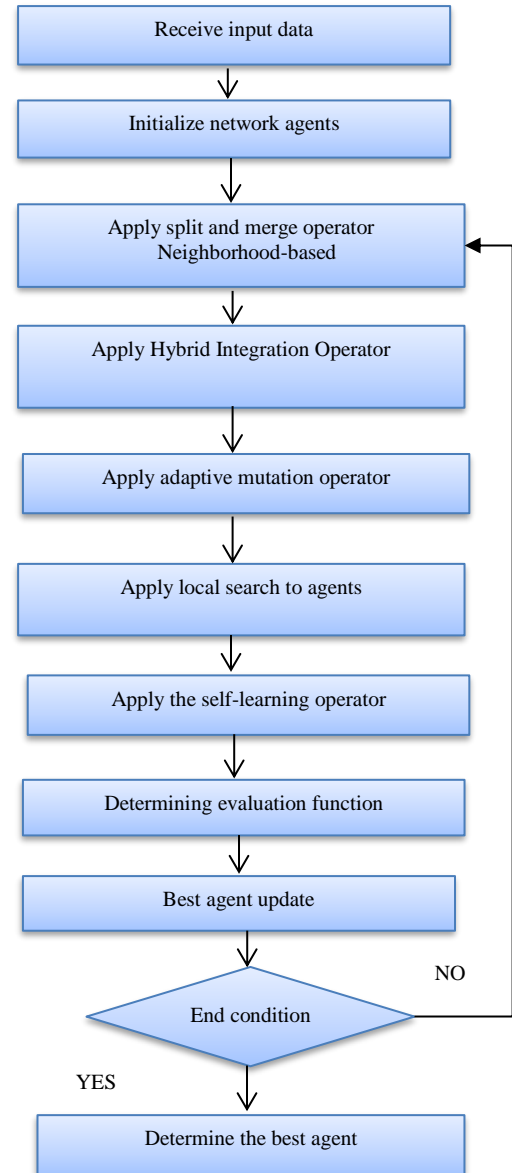 Receive input data
Initialize network agents
Apply split and merge operator
Neighborhood-based
Apply Hybrid Integration Operator
Apply adaptive mutation operator
Apply local search to agents
Apply the self-learning operator
Determining evaluation function
Best agent update
NO
End condition
YES
Determine the best agent